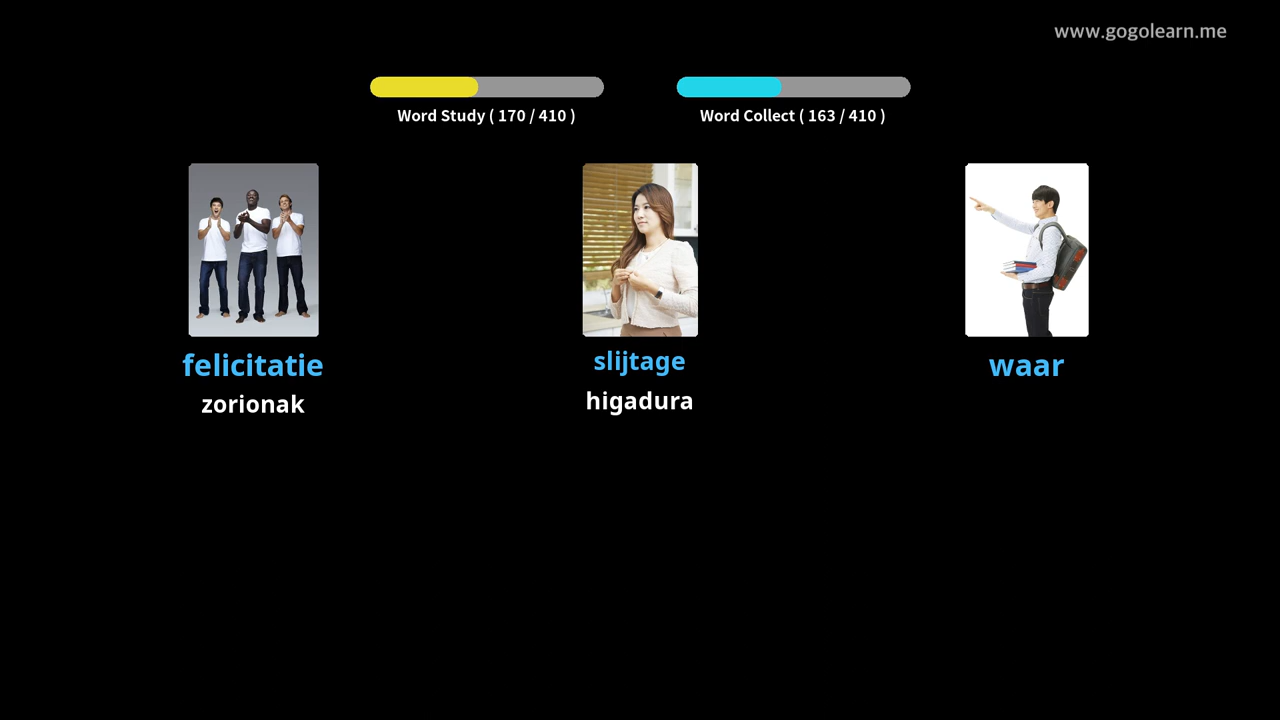 www.gogolearn.me
Word Study ( 170 / 410 )
Word Collect ( 163 / 410 )
felicitatie
zorionak
slijtage
higadura
waar